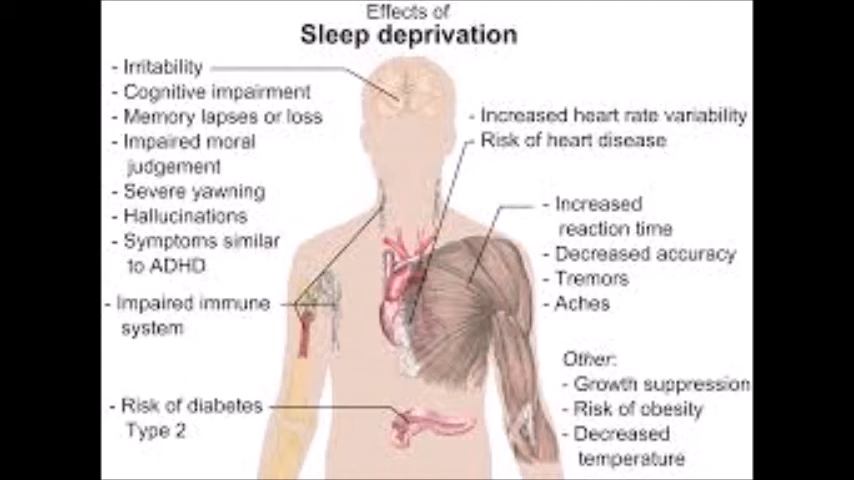 Effects of
Sleep deprivation
- Irritability
- Cognitive impairment
- Memory lapses or loss
- Impaired moral
judgement
- Severe yawning
- Hallucinations
- Symptoms similar
to ADHD
- Impaired immune
system
- Risk of diabetes
Type 2
- Increased heart rate variability
- Risk of heart disease
- Increased
reaction time
- Decreased accuracy
- Tremors
- Aches
Other:
- Growth suppression
- Risk of obesity
- Decreased
temperature